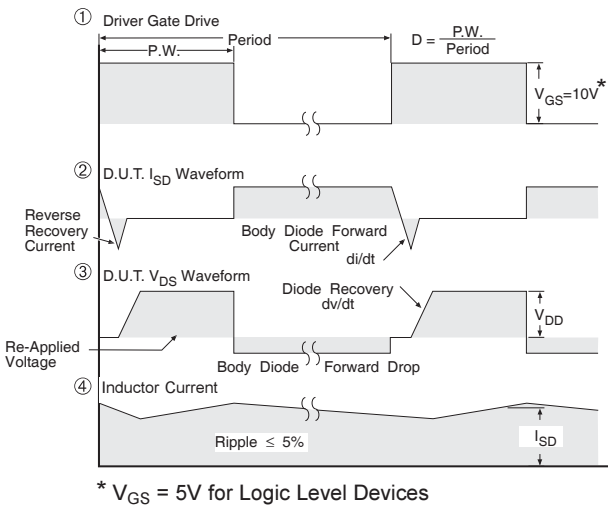 ① Driver Gate Drive
P.W.
Period
D = P.W.
Period
V_GS=10V*
② D.U.T. I_SD Waveform
Reverse
Recovery
Current
Body Diode Forward
Current
di/dt
③ D.U.T. V_DS Waveform
Diode Recovery
dv/dt
V_DD
Re-Applied
Voltage
Body Diode Forward Drop
④ Inductor Current
Ripple ≤ 5%
I_SD
* V_GS = 5V for Logic Level Devices